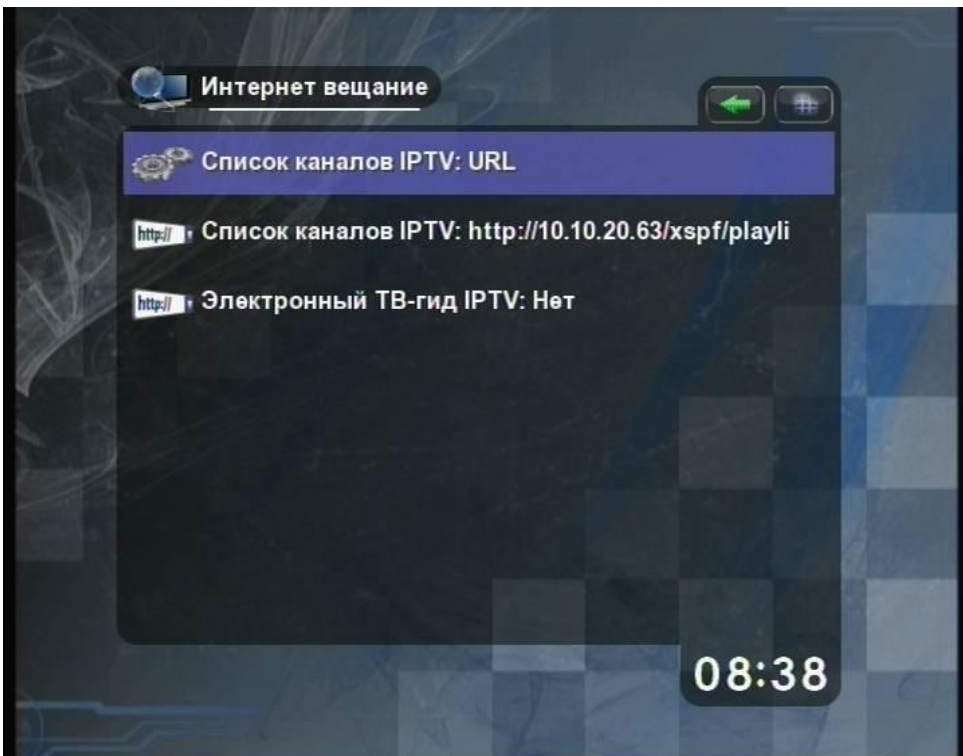 Интернет вещание
Список каналов IPTV: URL
http://
Список каналов IPTV: http://10.10.20.63/xspf/playli
http://
Электронный ТВ-гид IPTV: Нет
08:38